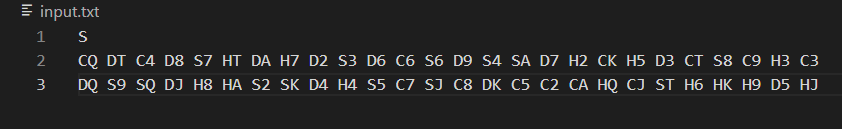 input.txt
1 S
2 CQ DT C4 D8 S7 HT DA H7 D2 S3 D6 C6 S6 D9 S4 SA D7 H2 CK H5 D3 CT S8 C9 H3 C3
3 DQ S9 SQ DJ H8 HA S2 SK D4 H4 S5 C7 SJ C8 DK C5 C2 CA HQ CJ ST H6 HK H9 D5 HJ